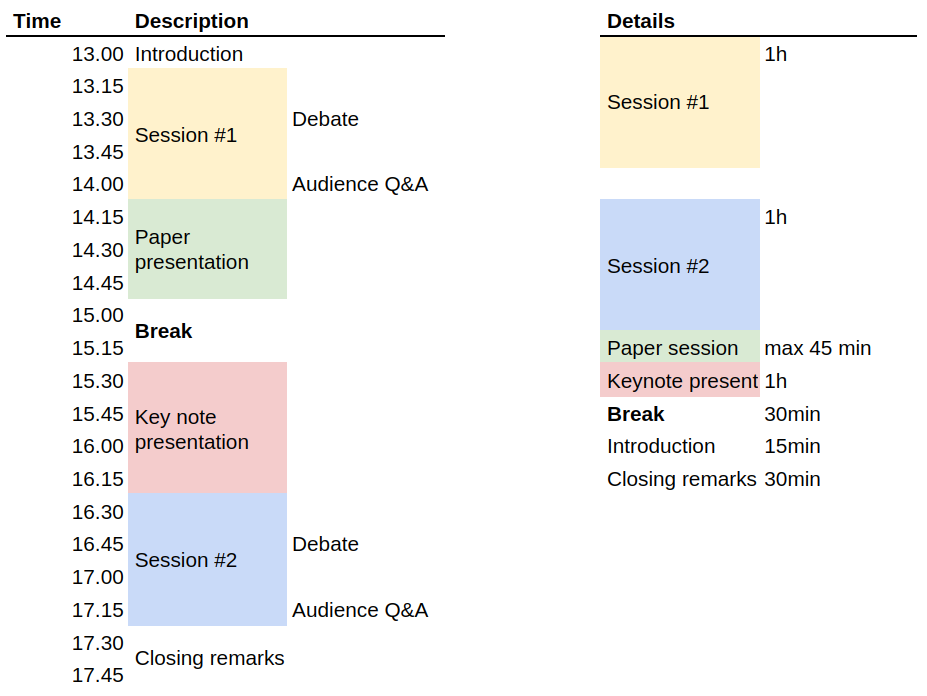 Time Description Details
13.00 Introduction 1h
13.15
Session #1
13.30 Debate
Session #1
13.45
14.00 Audience Q&A
14.15 1h
Paper
presentation
14.30
Session #2
14.45
15.00
Break
15.15 Paper session max 45 min
15.30 Keynote present 1h
15.45 Break 30min
Key note
presentation
16.00 Introduction 15min
16.15 Closing remarks 30min
16.30
16.45 Debate
Session #2
17.00
17.15 Audience Q&A
17.30
Closing remarks
17.45